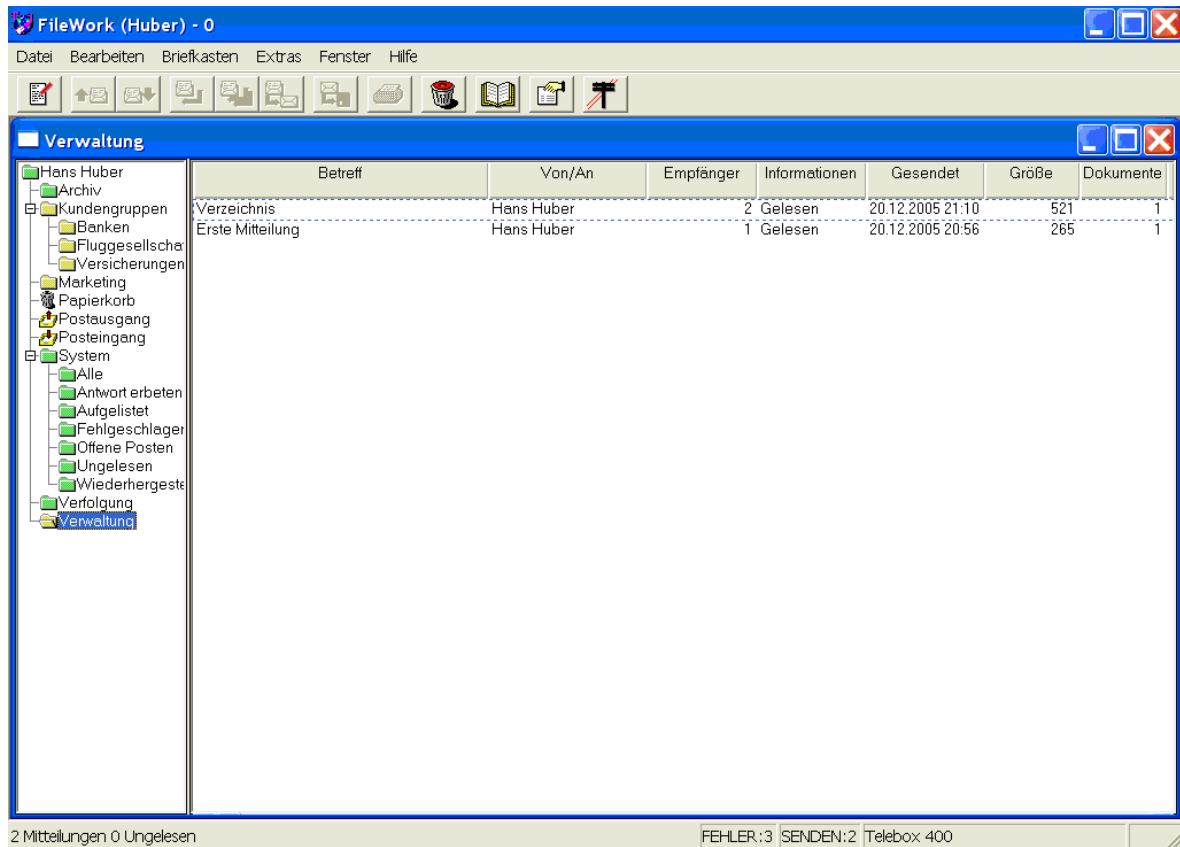 FileWork (Huber) - 0
Datei Bearbeiten Briefkasten Extras Fenster Hilfe
Verwaltung
Hans Huber
Archiv
Kundengruppen
Banken
Fluggesellscha
Versicherungen
Marketing
Papierkorb
Postausgang
Posteingang
System
Alle
Antwort erbeten
Aufgelistet
Fehlgeschlagen
Offene Posten
Ungelesen
Wiederhergeste
Verfolgung
Verwaltung
Betreff Von/An Empfänger Informationen Gesendet Größe Dokumente
Verzeichnis Hans Huber 2 Gelesen 20.12.2005 21:10 521 1
Erste Mitteilung Hans Huber 1 Gelesen 20.12.2005 20:56 265 1
2 Mitteilungen 0 Ungelesen FEHLER:3 SENDEN:2 Telebox 400